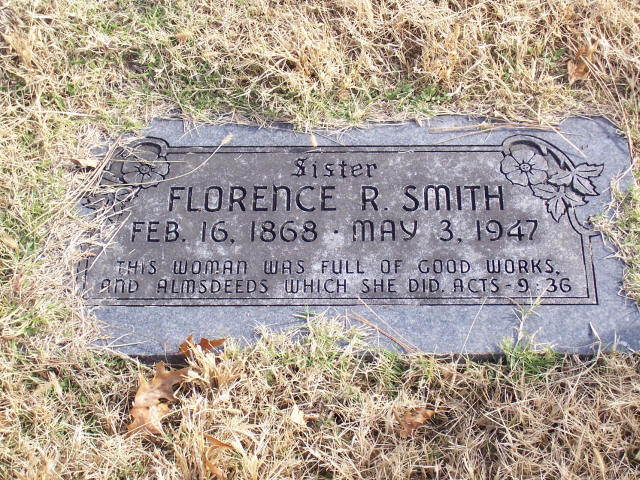 Sister
FLORENCE R. SMITH
FEB. 16, 1868 · MAY 3, 1947
THIS WOMAN WAS FULL OF GOOD WORKS,
AND ALMSDEEDS WHICH SHE DID. ACTS - 9:36